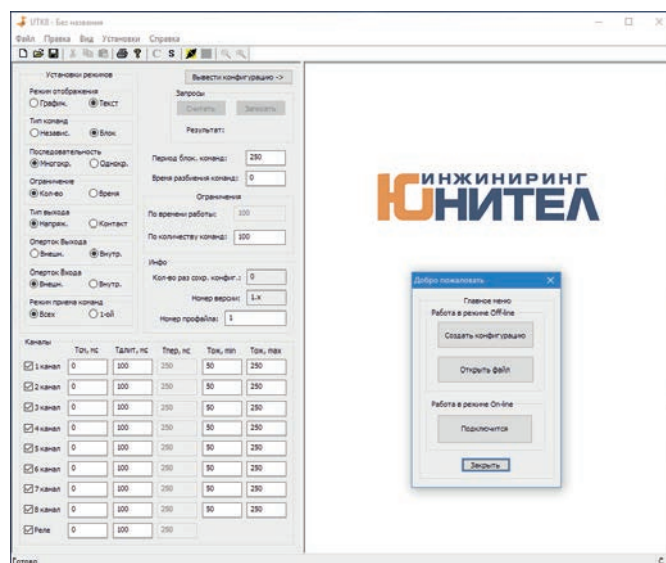 UTK8 - Без названия
Файл Правка Вид Установки Справка
Установки режимов
Вывести конфигурацию ->
Режим отображения
График. Текст
Запросы
Считать Записать
Результат:
Тип команд
Независ. Блок
Последовательность
Многокр. Однокр.
Период блок. команд: 250
Время разбиения команд: 0
Ограничение
Кол-во Время
Ограничения
По времени работы: 100
По количеству команд: 100
Тип выхода
Напряж. Контакт
Оперток Выхода
Внешн. Внутр.
Оперток Входа
Внешн. Внутр.
Инфо
Кол-во раз сохр. конфиг.: 0
Номер версии: 1.x
Номер профайла: 1
Режим приема команд
Всех 1-ой
Каналы
Тзч, мс Тдлит, мс Тпер, мс Тож, min Тож, max
1 канал 0 100 250 50 250
2 канал 0 100 250 50 250
3 канал 0 100 250 50 250
4 канал 0 100 250 50 250
5 канал 0 100 250 50 250
6 канал 0 100 250 50 250
7 канал 0 100 250 50 250
8 канал 0 100 250 50 250
Реле 0 100 250
Готово
ИНЖИНИРИНГ
ЮНИТЕЛ
Добро пожаловать
Главное меню
Работа в режиме Off-line
Создать конфигурацию
Открыть файл
Работа в режиме On-line
Подключится
Закрыть